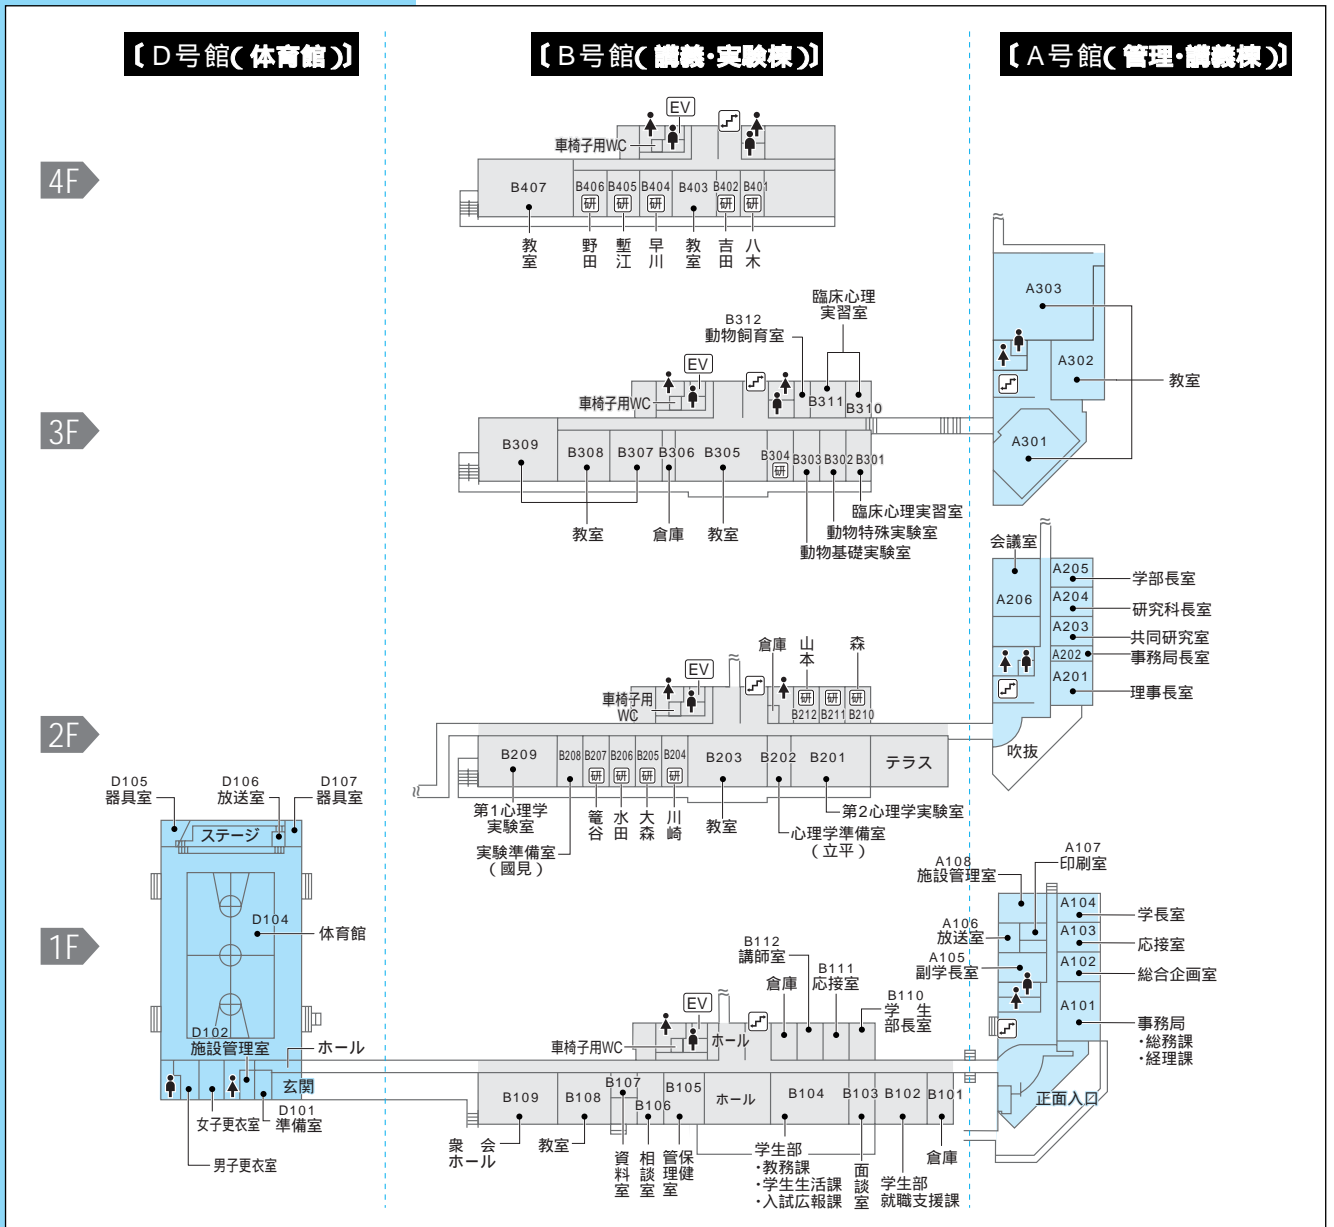 〔D号館(体育館)〕
〔B号館(講義・実験棟)〕
〔A号館(管理・講義棟)〕
4F
EV
車椅子用WC
B407
B406
B405
B404
B403
B402
B401
研
研
研
研
研
教室
野田
塹江
早川
教室
吉田
八木
3F
臨床心理
実習室
B312
動物飼育室
EV
車椅子用WC
B311
B310
B309
B308
B307
B306
B305
B304
研
B303
B302
B301
教室
倉庫
教室
臨床心理実習室
動物特殊実験室
動物基礎実験室
A303
A302
教室
A301
2F
倉庫
山本
森
EV
車椅子用
WC
研
研
研
B212
B211
B210
B209
B208
B207
研
B206
研
B205
研
B204
研
B203
B202
B201
テラス
第1心理学
実験室
実験準備室
(國見)
篭谷
水田
大森
川崎
教室
第2心理学実験室
心理学準備室
(立平)
会議室
A206
A205
学部長室
A204
研究科長室
A203
共同研究室
A202
事務局長室
A201
理事長室
吹抜
1F
D105
器具室
D106
放送室
D107
器具室
ステージ
D104
体育館
D102
施設管理室
ホール
玄関
D101
準備室
女子更衣室
男子更衣室
B112
講師室
倉庫
B111
応接室
B110
学生
部長室
EV
車椅子用WC
ホール
B109
B108
B107
B106
B105
ホール
B104
B103
B102
B101
衆会
ホール
教室
資料室
相談室
保健
管理室
学生部
・教務課
・学生生活課
・入試広報課
面談室
学生部
就職支援課
倉庫
A108
施設管理室
A107
印刷室
A106
放送室
A105
副学長室
A104
学長室
A103
応接室
A102
総合企画室
A101
事務局
・総務課
・経理課
正面入口